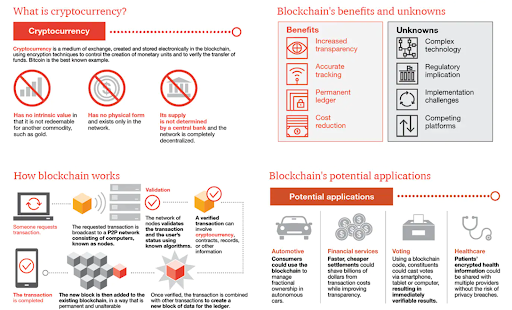 What is cryptocurrency?
Cryptocurrency
Cryptocurrency is a medium of exchange, created and stored electronically in the blockchain,
using encryption techniques to control the creation of monetary units and to verify the transfer of
funds. Bitcoin is the best known example.
Has no intrinsic value in
that it is not redeemable
for another commodity,
such as gold.
Has no physical form
and exists only in the
network.
Its supply
is not determined
by a central bank and the
network is completely
decentralized.
Blockchain's benefits and unknowns
Benefits
Increased
transparency
Accurate
tracking
Permanent
ledger
Cost
reduction
Unknowns
Complex
technology
Regulatory
implication
Implementation
challenges
Competing
platforms
How blockchain works
Someone requests
transaction
The requested transaction is
broadcast to a P2P network
consisting of computers,
known as nodes.
Validation
The network of
nodes validates
the transaction
and the user's
status using
known algorithms.
A verified
transaction can
involve
cryptocurrency,
contracts, records,
or other
information.
The transaction
is completed
The new block is then added to the
existing blockchain, in a way that is
permanent and unalterable
Once verified, the transaction is combined
with other transactions to create a
new block of data for the ledger.
Blockchain's potential applications
Potential applications
Automotive
Consumers could
use the blockchain
to manage
fractional
ownership in
autonomous
cars.
Financial services
Faster, cheaper
settlements could
shave billions of
dollars from
transaction costs
while improving
transparency.
Voting
Using a blockchain
code, constituents
could cast votes
via smartphone,
tablet or computer,
resulting in
immediately
verifiable results.
Healthcare
Patients'
encrypted health
information could
be shared with
multiple providers
without the risk of
privacy breaches.